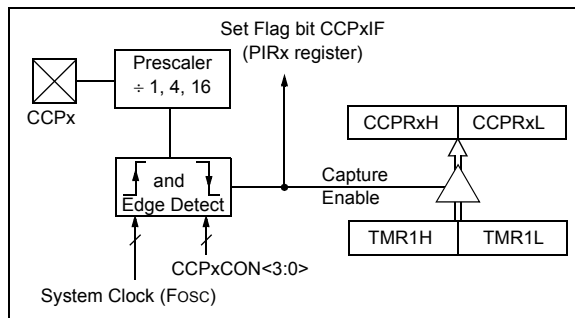 Set Flag bit CCPxIF
(PIRx register)
Prescaler
÷ 1, 4, 16
CCPx
CCPRxH CCPRxL
and
Edge Detect
Capture
Enable
TMR1H TMR1L
CCPxCON<3:0>
System Clock (FOSC)